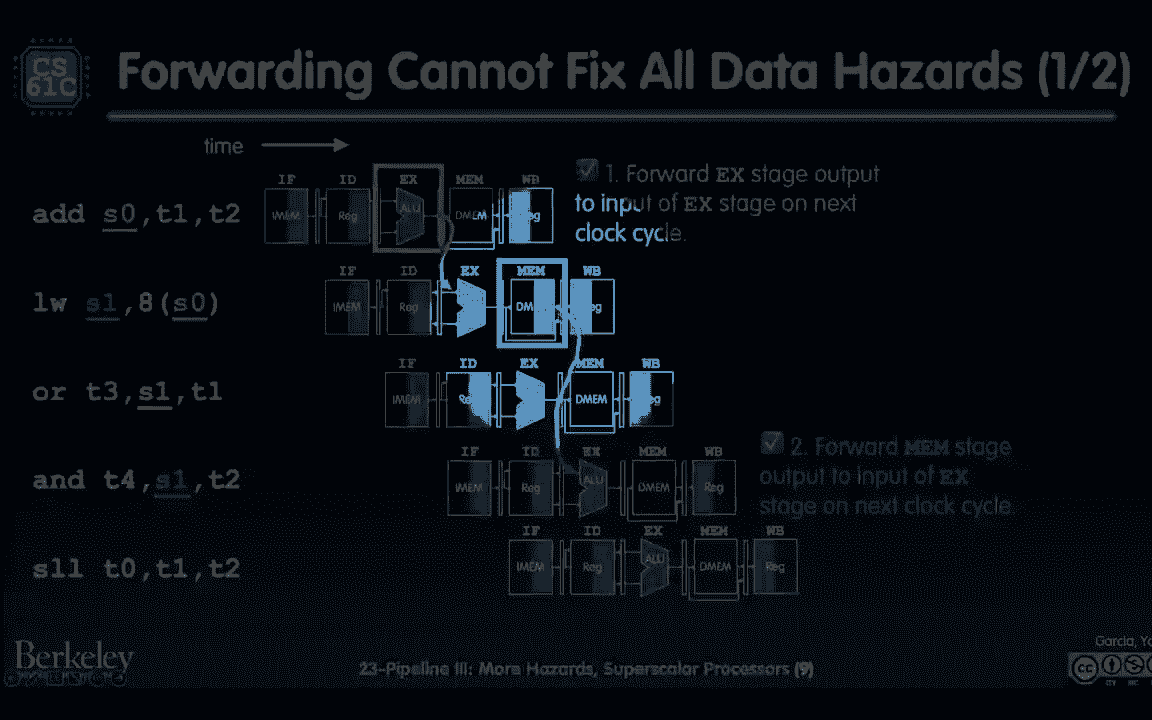 CS
61C
Forwarding Cannot Fix All Data Hazards (1/2)
time
IF ID EX MEM WB
add s0,t1,t2
IMEM Reg ALU DMEM Reg
1. Forward EX stage output
to input of EX stage on next
clock cycle.
IF ID EX MEM WB
lw s1,8(s0)
IMEM Reg DMEM Reg
IF ID EX MEM WB
or t3,s1,t1
IMEM Reg DMEM Reg
IF ID EX MEM WB
and t4,s1,t2
IMEM Reg ALU DMEM Reg
2. Forward MEM stage
output to input of EX
stage on next clock cycle.
IF ID EX MEM WB
sll t0,t1,t2
IMEM Reg ALU DMEM Reg
Berkeley
23-Pipeline III: More Hazards, Superscalar Processors (9)
Garcia,
cc